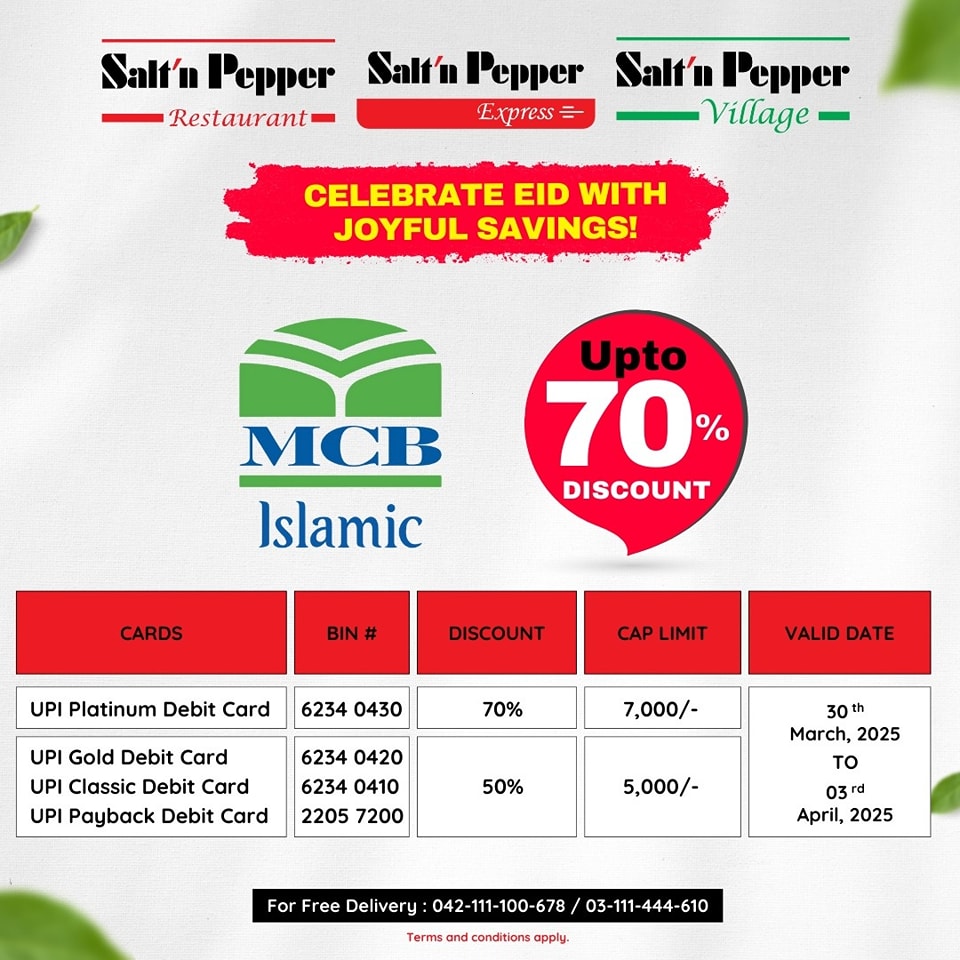 Salt'n Pepper
Restaurant
Salt'n Pepper
Express
Salt'n Pepper
Village
CELEBRATE EID WITH
JOYFUL SAVINGS!
MCB
Islamic
Upto
70%
DISCOUNT
CARDS BIN # DISCOUNT CAP LIMIT VALID DATE
UPI Platinum Debit Card 6234 0430 70% 7,000/-
UPI Gold Debit Card 6234 0420
UPI Classic Debit Card 6234 0410 50% 5,000/-
UPI Payback Debit Card 2205 7200
30th
March, 2025
TO
03rd
April, 2025
For Free Delivery : 042-111-100-678 / 03-111-444-610
Terms and conditions apply.